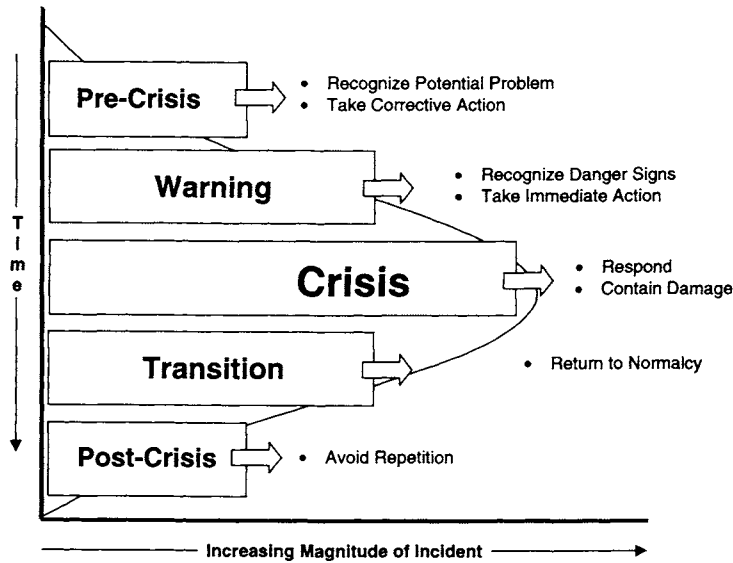 Pre-Crisis
• Recognize Potential Problem
• Take Corrective Action
Warning
• Recognize Danger Signs
• Take Immediate Action
Time
Crisis
• Respond
• Contain Damage
Transition
• Return to Normalcy
Post-Crisis
• Avoid Repetition
Increasing Magnitude of Incident